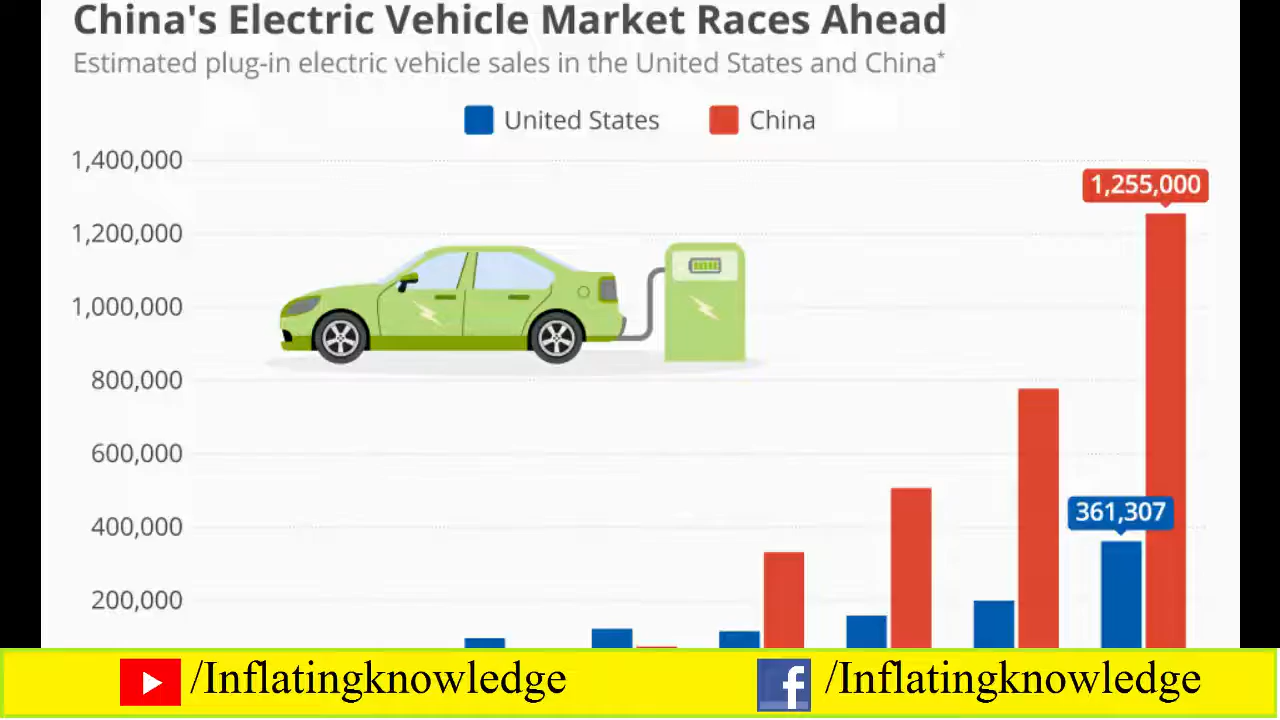 China's Electric Vehicle Market Races Ahead
Estimated plug-in electric vehicle sales in the United States and China*
United States
China
1,400,000
1,255,000
1,200,000
1,000,000
800,000
600,000
361,307
400,000
200,000
/Inflatingknowledge
f /Inflatingknowledge